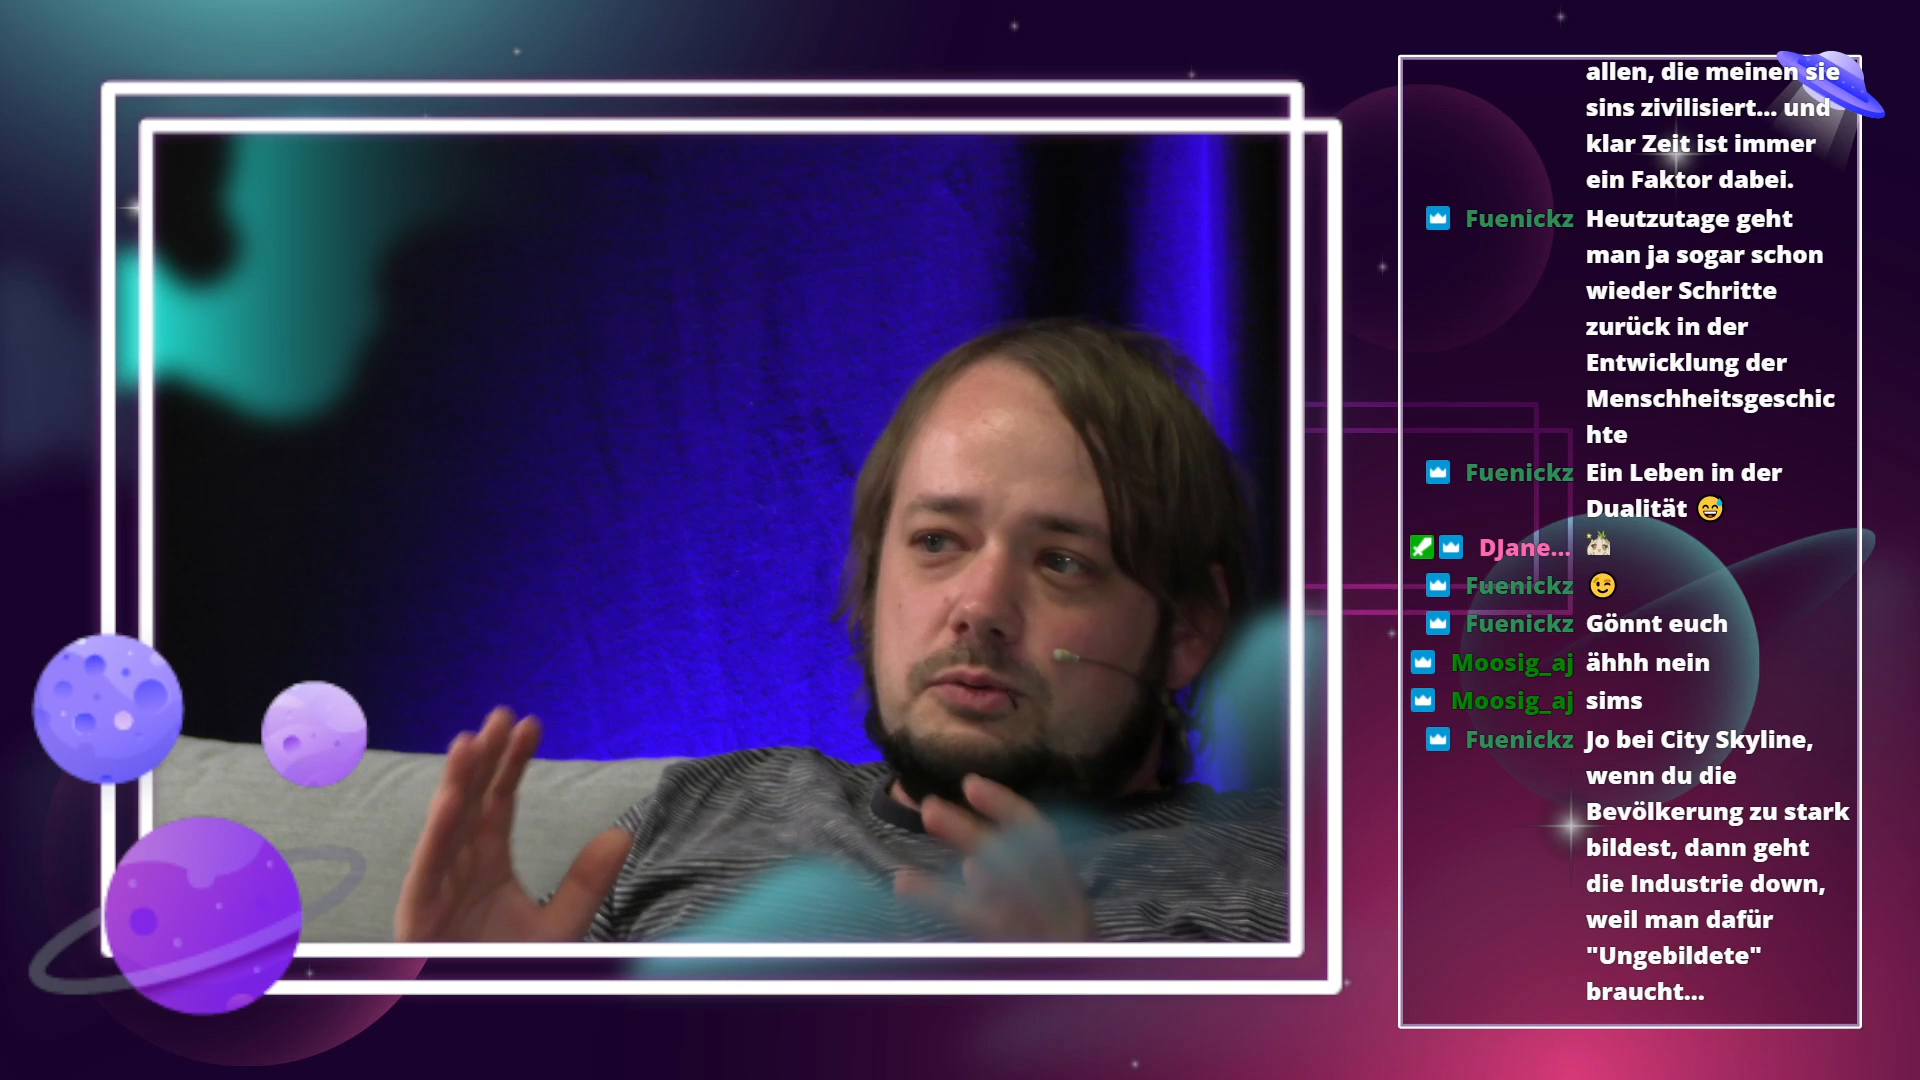 allen, die meinen sie
sins zivilisiert... und
klar Zeit ist immer
ein Faktor dabei.
Fuenickz Heutzutage geht
man ja sogar schon
wieder Schritte
zurück in der
Entwicklung der
Menschheitsgeschic
hte
Fuenickz Ein Leben in der
Dualität 😅
DJane...
Fuenickz 😉
Fuenickz Gönnt euch
Moosig_aj ähhh nein
Moosig_aj sims
Fuenickz Jo bei City Skyline,
wenn du die
Bevölkerung zu stark
bildest, dann geht
die Industrie down,
weil man dafür
"Ungebildete"
braucht...